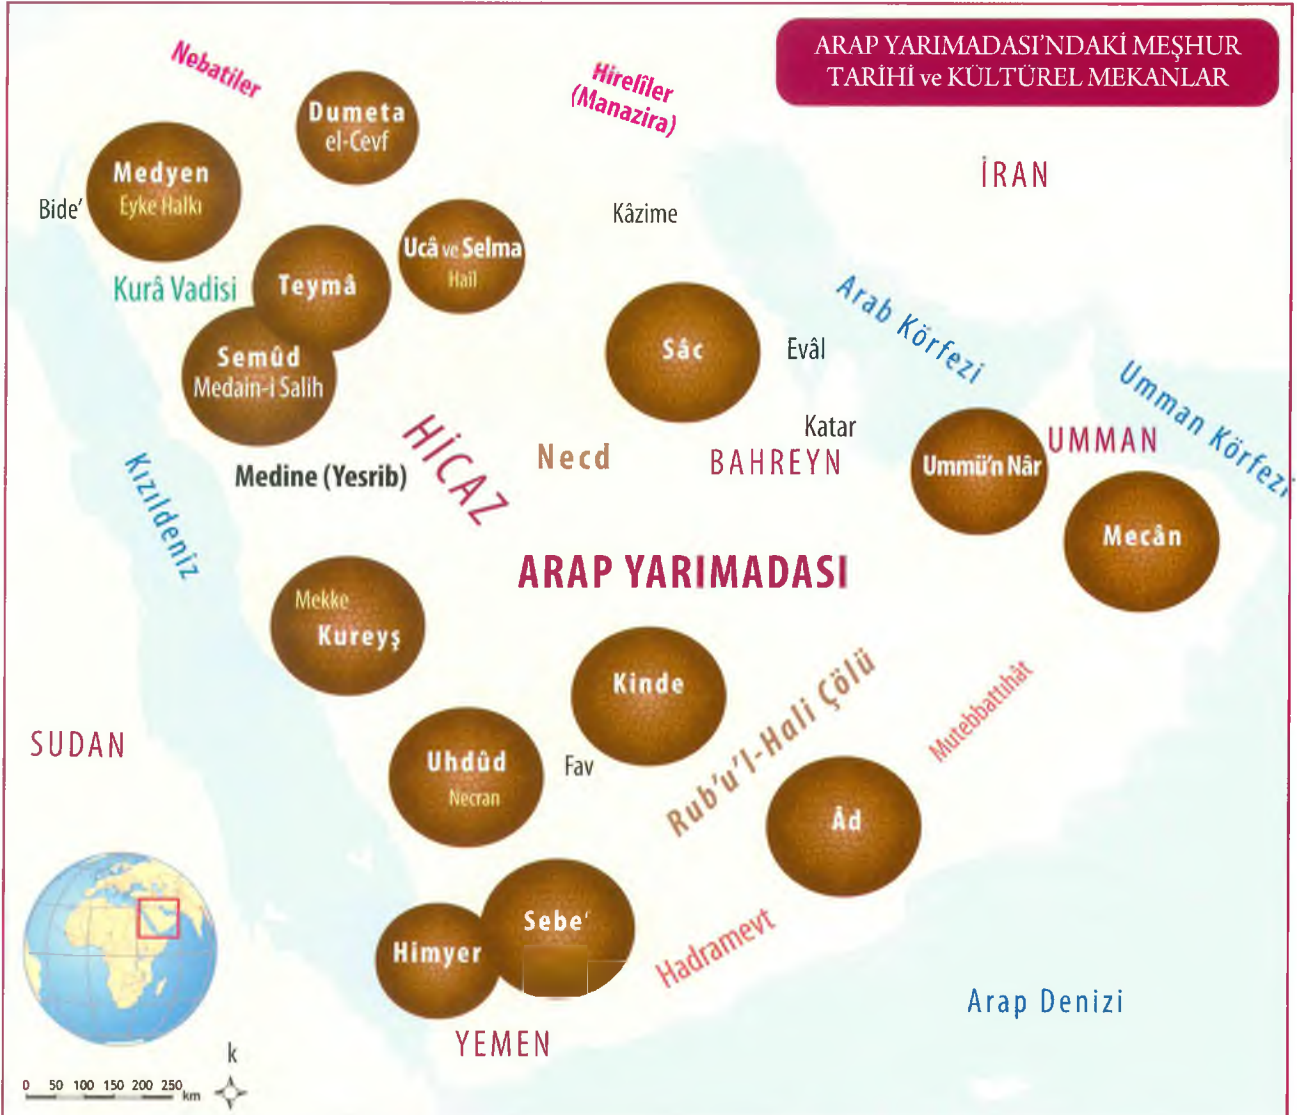 ARAP YARIMADASI'NDAKİ MEŞHUR
TARİHİ ve KÜLTÜREL MEKANLAR
Nebatiler
Hirelîler
(Manazira)
Dumeta
el-Cevf
İRAN
Medyen
Eyke Halkı
Bide'
Kâzime
Ucâ ve Selma
Hail
Kurâ Vadisi
Teymâ
Arab Körfezi
Sâc
Evâl
Semûd
Medain-i Salih
Umman Körfezi
Katar
HİCAZ
Necd
BAHREYN
UMMAN
Ummü'n Nâr
Medine (Yesrib)
Kızıldeniz
Mecân
ARAP YARIMADASI
Mekke
Kureyş
Kinde
Rub'u'l-Hali Çölü
Mutebbattıhât
SUDAN
Uhdûd
Necran
Fav
Âd
Sebe'
Himyer
Hadramevt
Arap Denizi
YEMEN
k
0 50 100 150 200 250 km